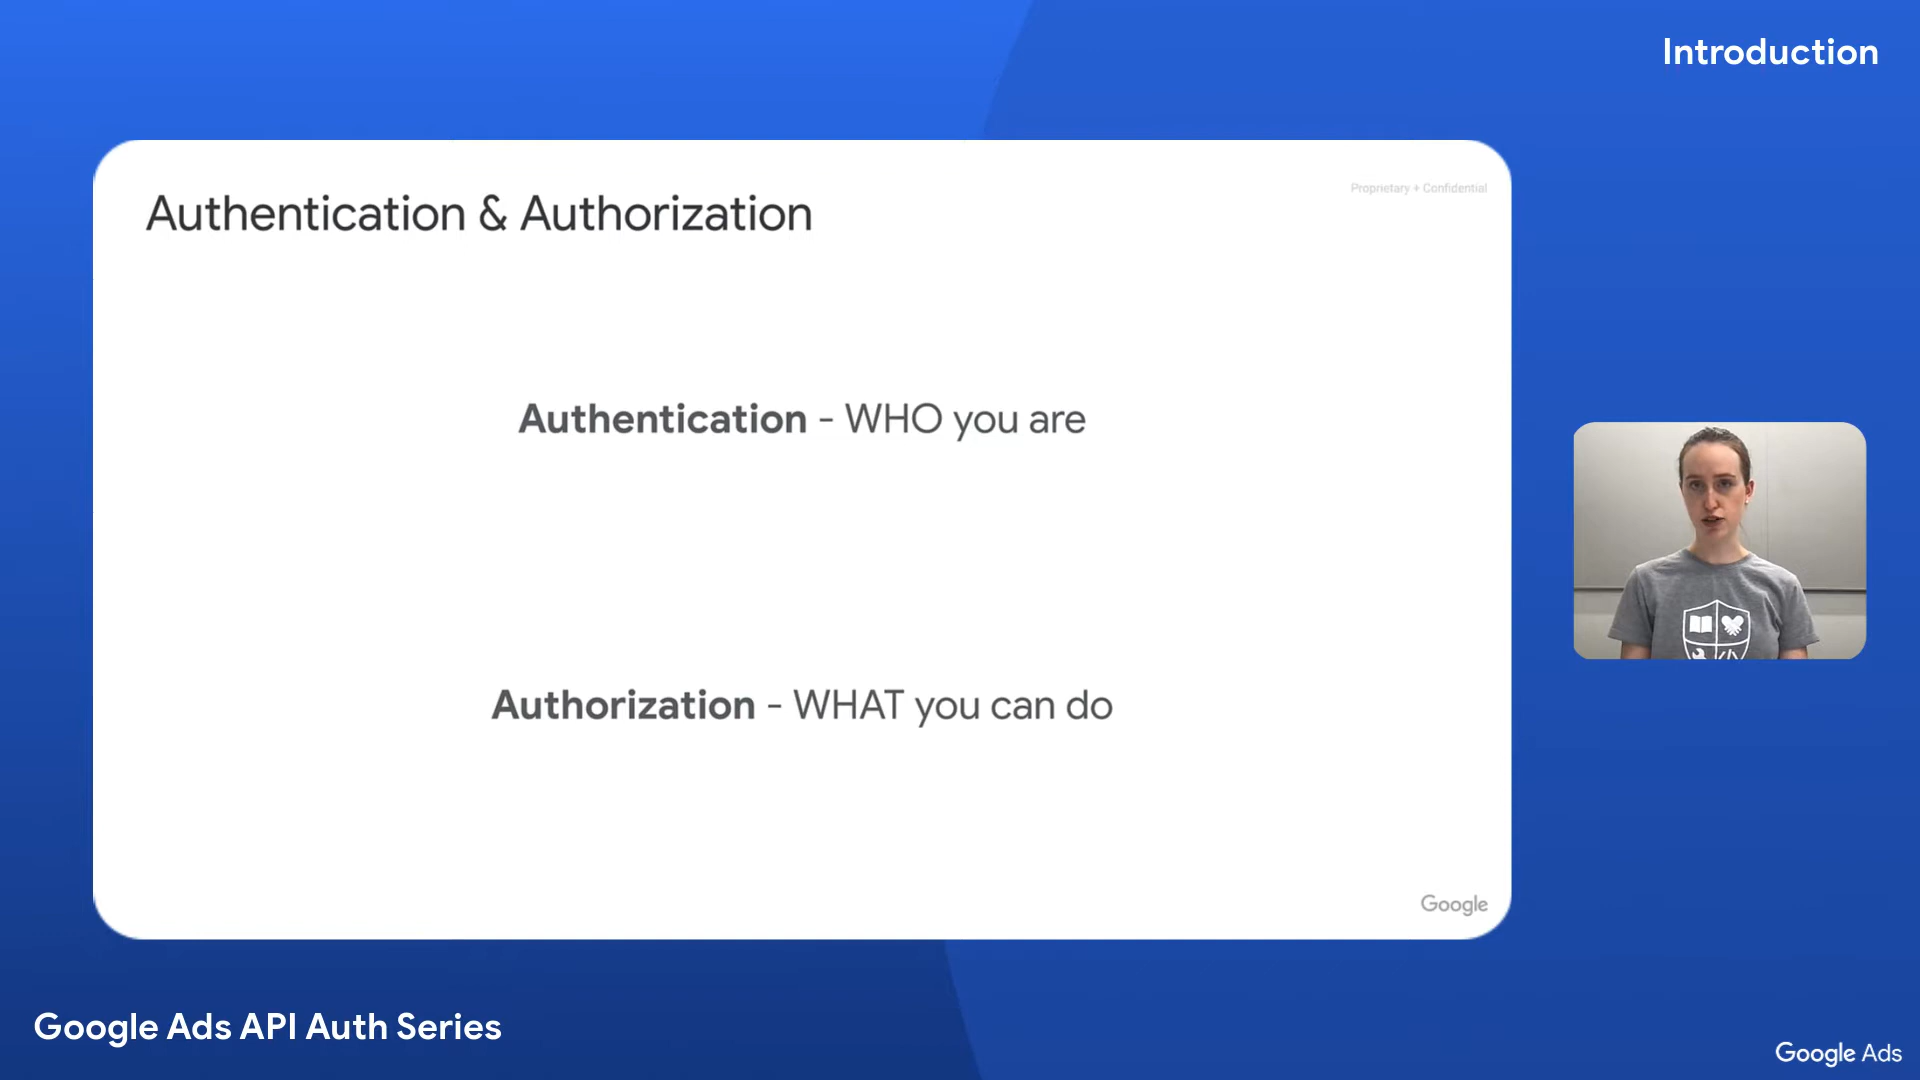 Introduction
Authentication & Authorization
Proprietary + Confidential
Authentication - WHO you are
Authorization - WHAT you can do
Google
Google Ads API Auth Series
Google Ads